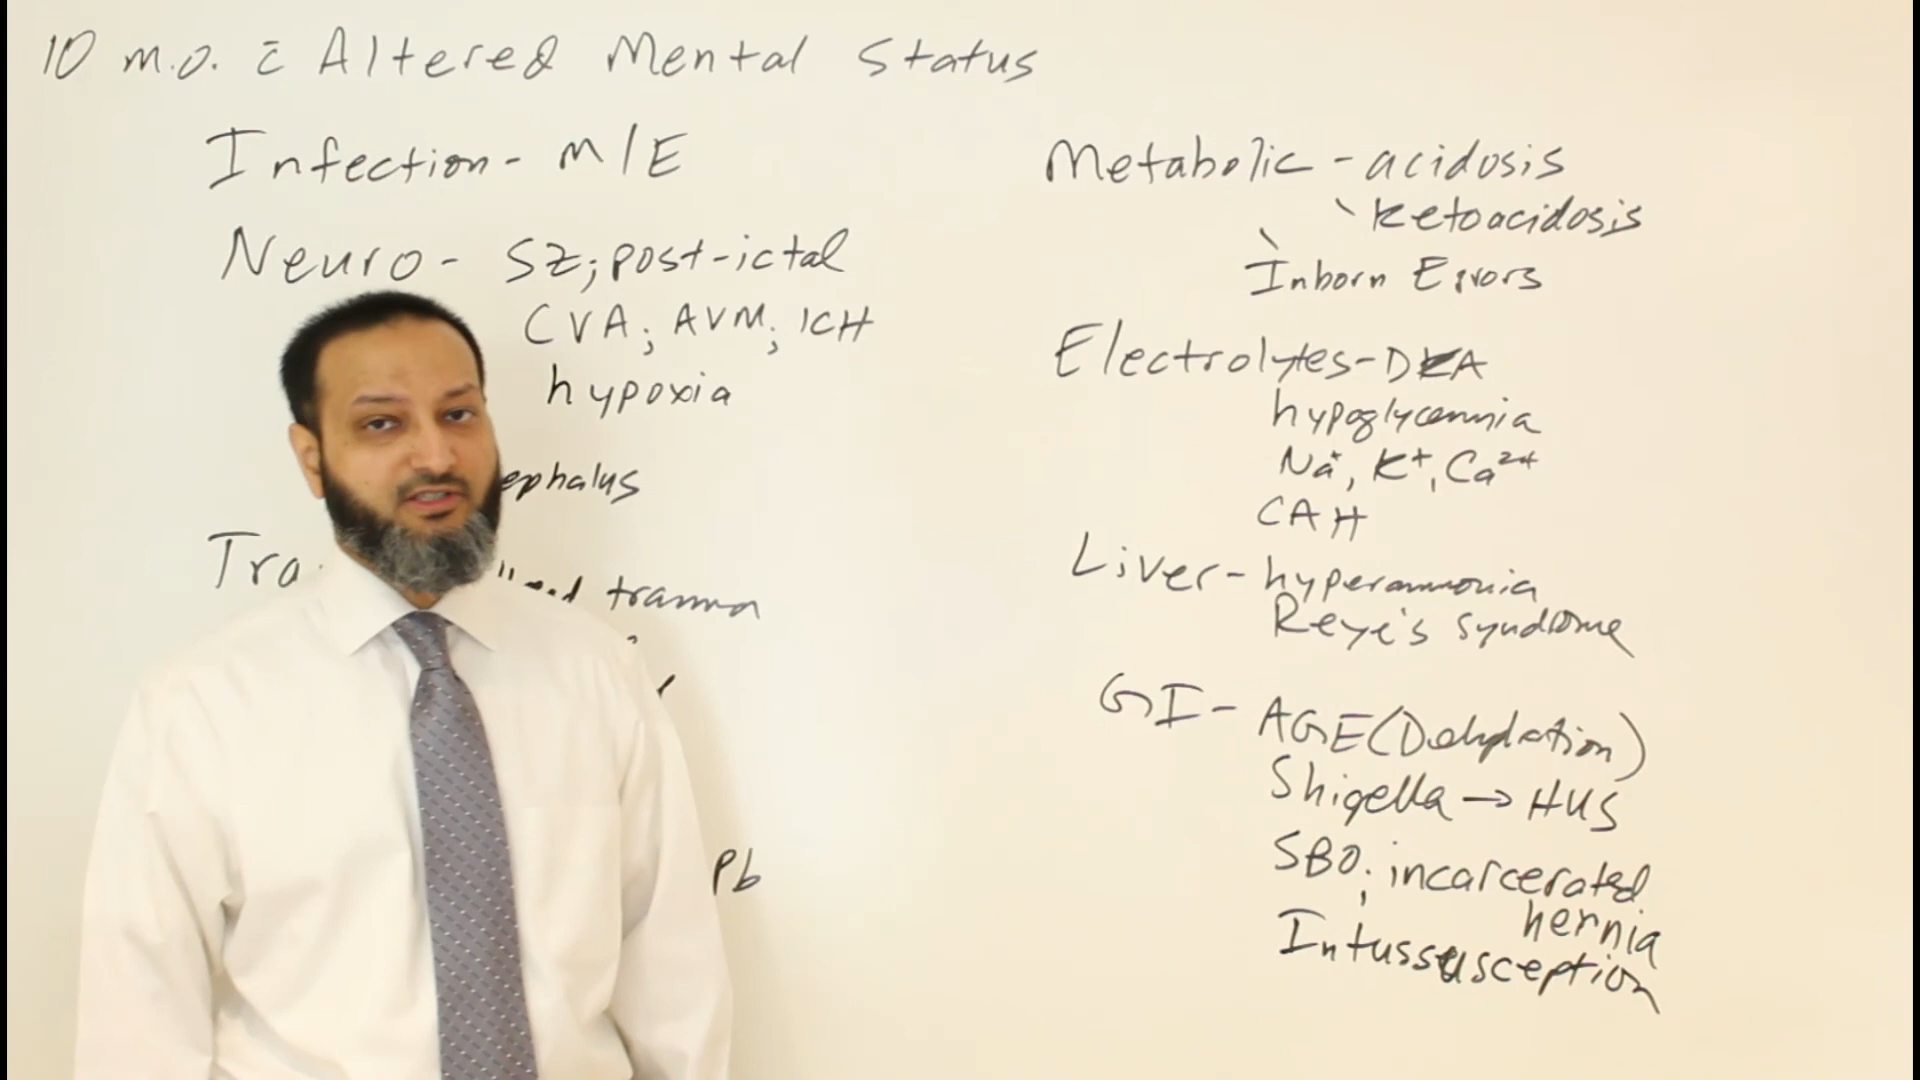 10 m.o. c̄ Altered Mental Status
Infection - M/E
Neuro - SZ; post-ictal
CVA; AVM; ICH
hypoxia
ephalus
Tra
trauma
Pb
Metabolic - acidosis
ketoacidosis
Inborn Errors
Electrolytes - DKA
hypoglycemia
Na⁺, K⁺, Ca²⁺
CAH
Liver - hyperammonia
Reye's syndrome
GI - AGE (Dehydration)
Shigella → HUS
SBO; incarcerated
hernia
Intussusception